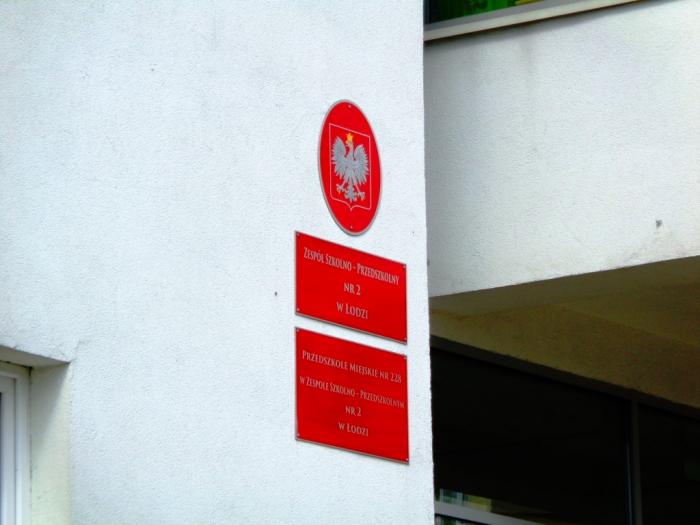 ZESPÓŁ SZKOLNO - PRZEDSZKOLNY
NR 2
W ŁODZI
PRZEDSZKOLE MIEJSKIE NR 228
W ZESPOLE SZKOLNO - PRZEDSZKOLNYM
NR 2
W ŁODZI